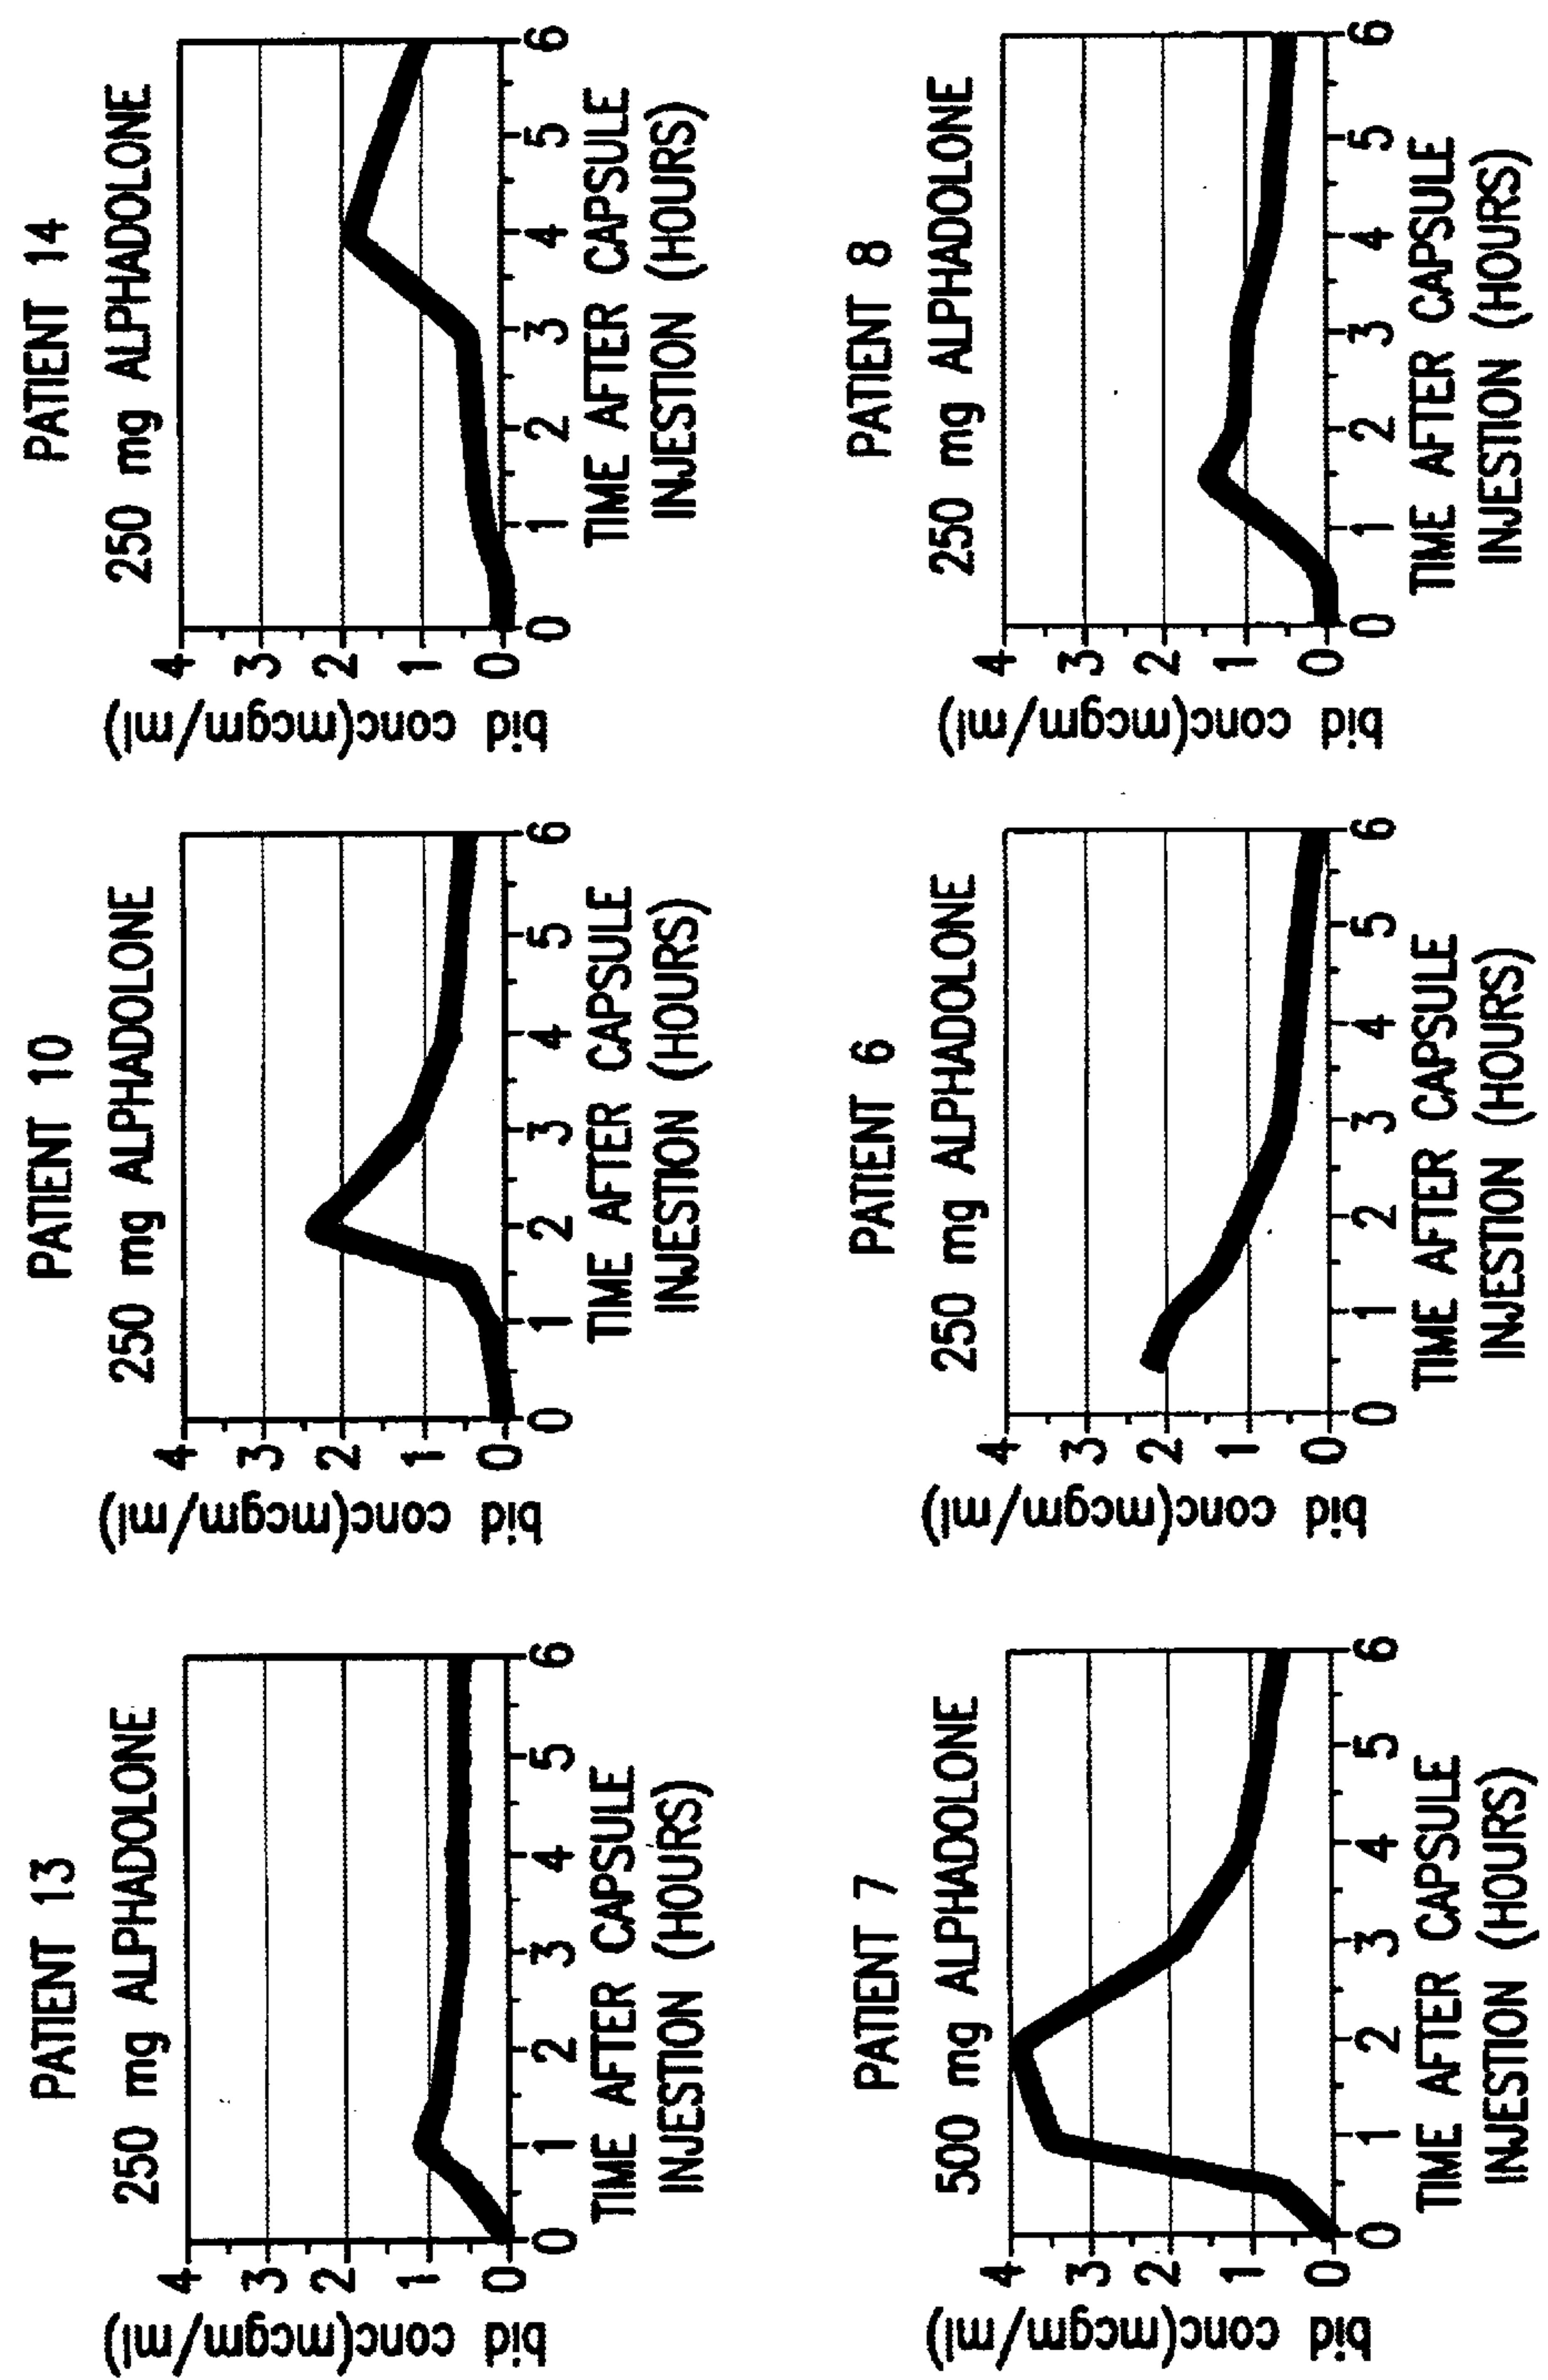 PATIENT 13
250 mg ALPHADOLONE
bid conc(mcgm/ml)
4
3
2
1
0
0 1 2 3 4 5 6
TIME AFTER CAPSULE
INJESTION (HOURS)
PATIENT 10
250 mg ALPHADOLONE
bid conc(mcgm/ml)
4
3
2
1
0
0 1 2 3 4 5 6
TIME AFTER CAPSULE
INJESTION (HOURS)
PATIENT 14
250 mg ALPHADOLONE
bid conc(mcgm/ml)
4
3
2
1
0
0 1 2 3 4 5 6
TIME AFTER CAPSULE
INJESTION (HOURS)
PATIENT 7
500 mg ALPHADOLONE
bid conc(mcgm/ml)
4
3
2
1
0
0 1 2 3 4 5 6
TIME AFTER CAPSULE
INJESTION (HOURS)
PATIENT 6
250 mg ALPHADOLONE
bid conc(mcgm/ml)
4
3
2
1
0
0 1 2 3 4 5 6
TIME AFTER CAPSULE
INJESTION (HOURS)
PATIENT 8
250 mg ALPHADOLONE
bid conc(mcgm/ml)
4
3
2
1
0
0 1 2 3 4 5 6
TIME AFTER CAPSULE
INJESTION (HOURS)